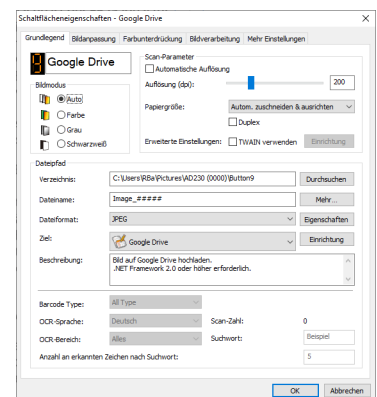 Schaltflächeneigenschaften - Google Drive
Grundlegend Bildanpassung Farbunterdrückung Bildverarbeitung Mehr Einstellungen
9 Google Drive
Bildmodus
Auto
Farbe
Grau
Schwarzweiß
Scan-Parameter
Automatische Auflösung
Auflösung (dpi): 200
Papiergröße: Autom. zuschneiden & ausrichten
Duplex
Erweiterte Einstellungen: TWAIN verwenden Einrichtung
Dateipfad
Verzeichnis: C:\Users\RBa\Pictures\AD230 (0000)\Button9 Durchsuchen
Dateiname: Image_##### Mehr...
Dateiformat: JPEG Eigenschaften
Ziel: Google Drive Einrichtung
Beschreibung: Bild auf Google Drive hochladen.
.NET Framework 2.0 oder höher erforderlich.
Barcode Type: All Type
OCR-Sprache: Deutsch Scan-Zahl: 0
OCR-Bereich: Alles Suchwort: Beispiel
Anzahl an erkannten Zeichen nach Suchwort: 5
OK Abbrechen